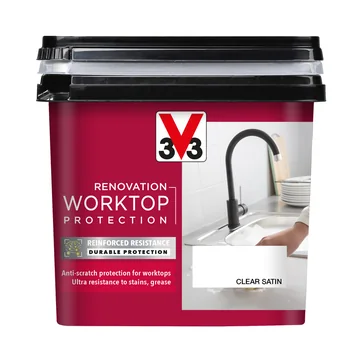 3V3
RENOVATION
WORKTOP
PROTECTION
REINFORCED RESISTANCE
DURABLE PROTECTION
Anti-scratch protection for worktops
Ultra resistance to stains, grease
CLEAR SATIN